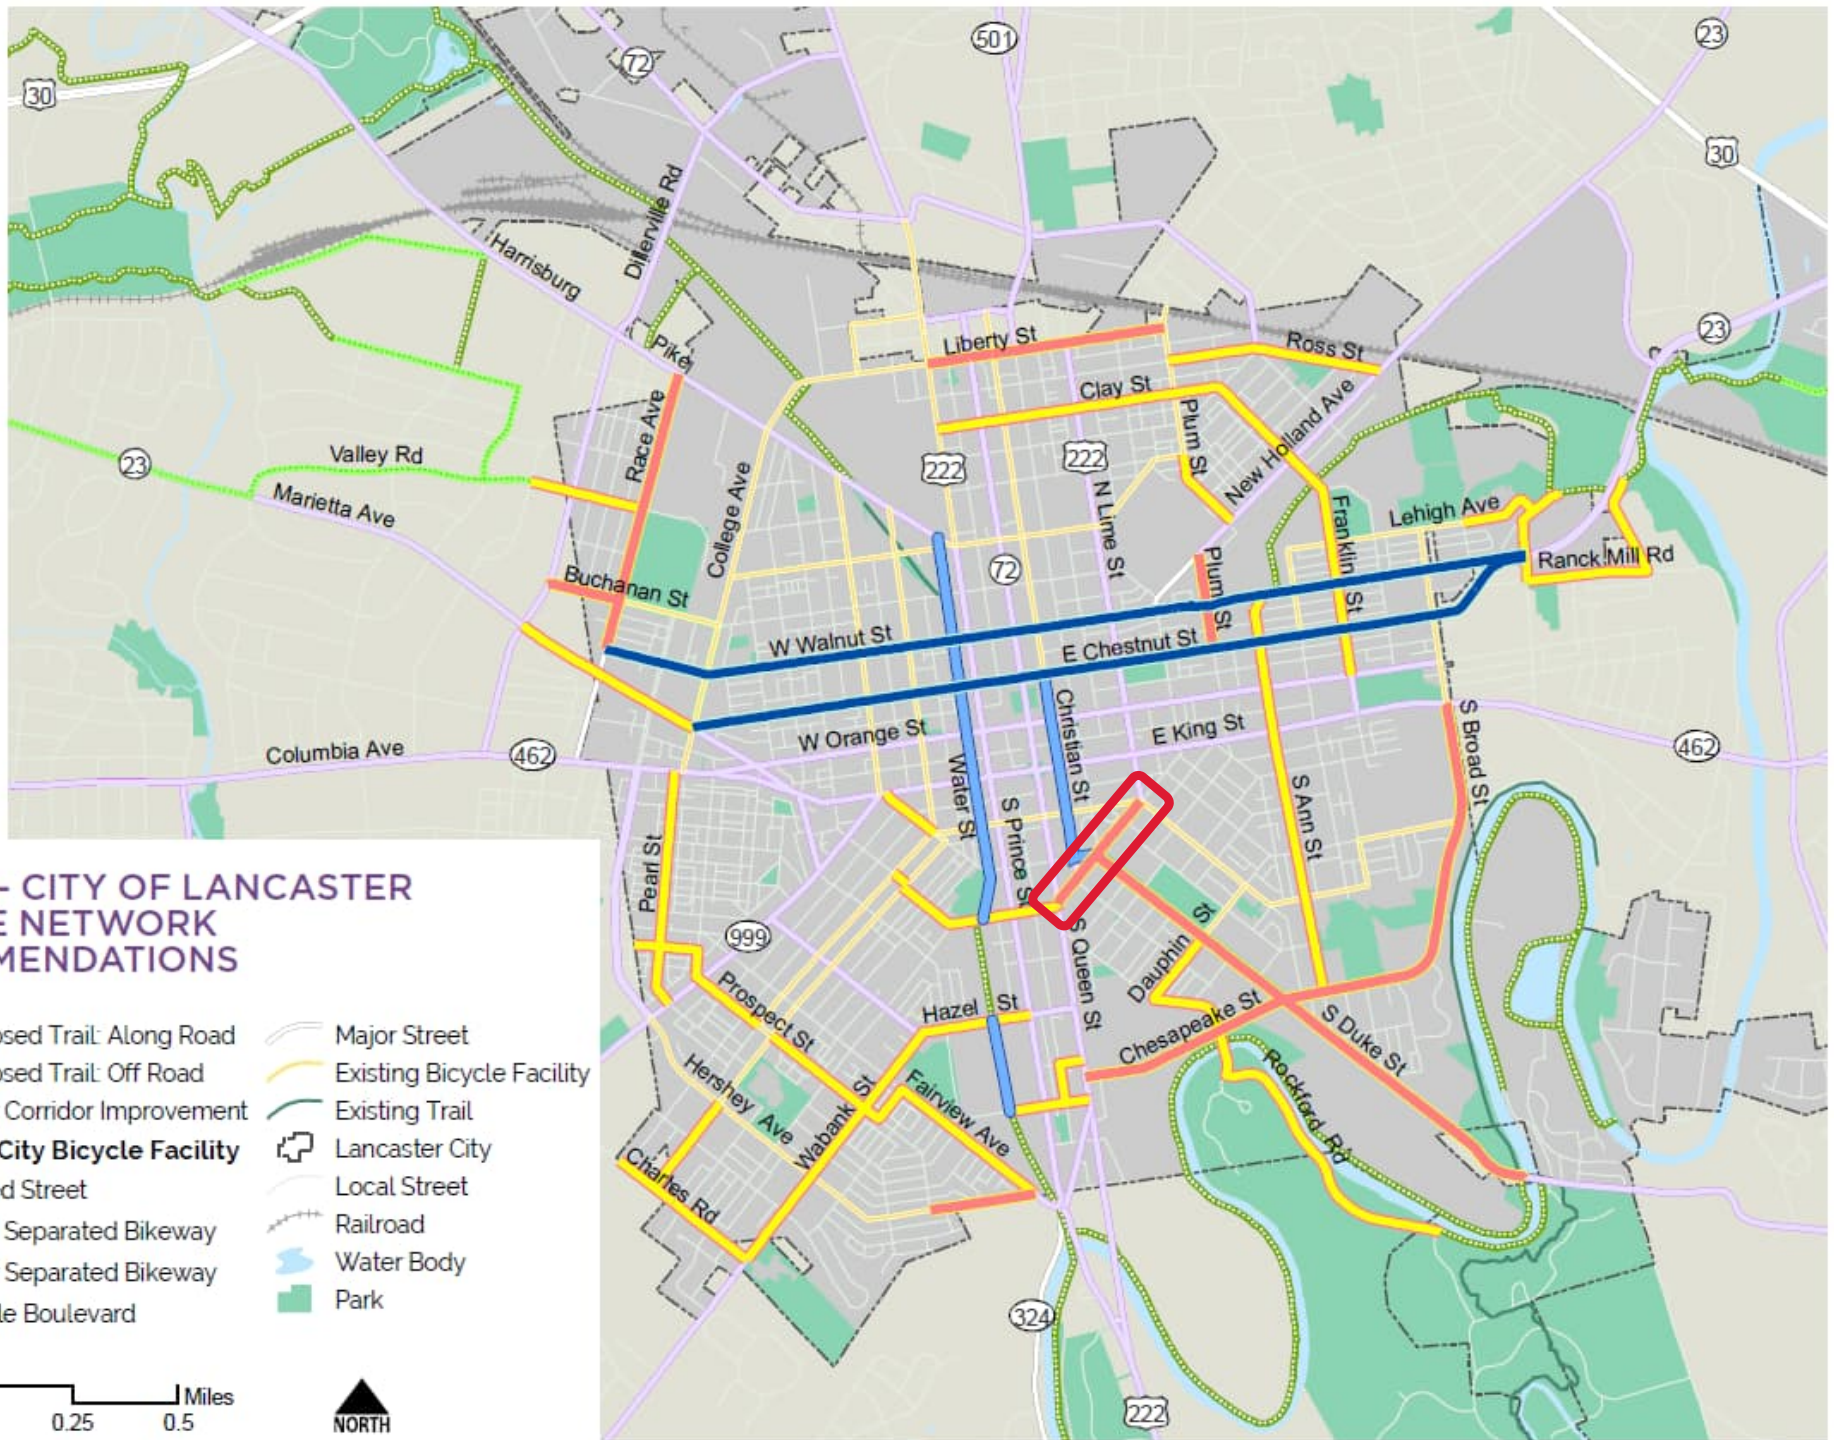 501
23
72
30
30
Dillerville Rd
Harrisburg
Pike
23
Liberty St
Ross St
Clay St
Race Ave
Plum St
New Holland Ave
Valley Rd
23
222
222
College Ave
Marietta Ave
N Lime St
Franklin St
Lehigh Ave
72
Plum St
Ranck Mill Rd
Buchanan St
W Walnut St
E Chestnut St
Christian St
S Broad St
W Orange St
E King St
Columbia Ave
462
462
Water St
S Prince St
S Ann St
Pearl St
- CITY OF LANCASTER
E NETWORK
MENDATIONS
999
S Queen St
Dauphin St
Prospect St
Hazel St
Chesapeake St
S Duke St
osed Trail: Along Road
osed Trail: Off Road
Corridor Improvement
City Bicycle Facility
d Street
Separated Bikeway
Separated Bikeway
le Boulevard
Major Street
Existing Bicycle Facility
Existing Trail
Lancaster City
Local Street
Railroad
Water Body
Park
Hershey Ave
Wabank St
Fairview Ave
Rockford Rd
Charles Rd
324
Miles
0.25
0.5
NORTH
222